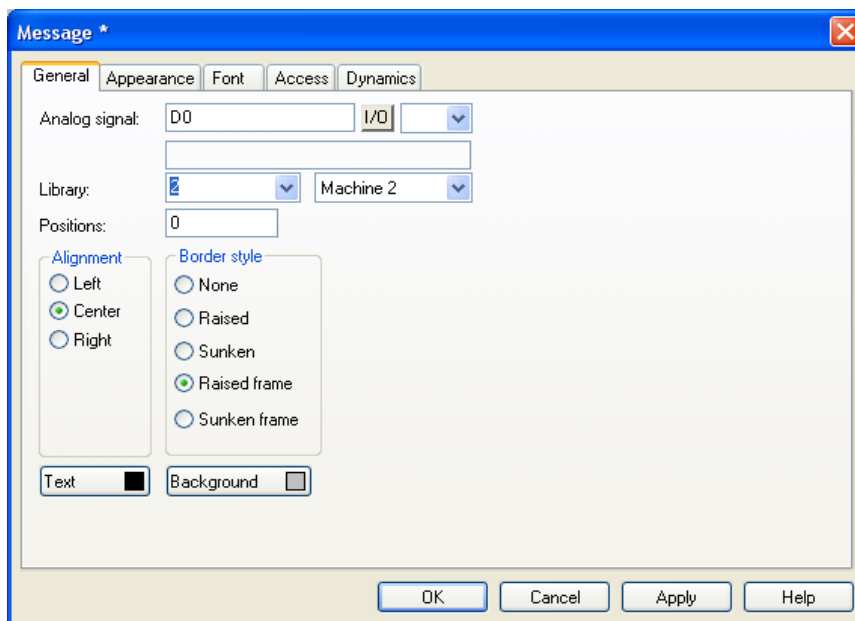 Message *
General Appearance Font Access Dynamics
Analog signal: D0 I/O
Library: 2 Machine 2
Positions: 0
Alignment Border style
Left None
Center Raised
Right Sunken
Raised frame
Sunken frame
Text Background
OK Cancel Apply Help